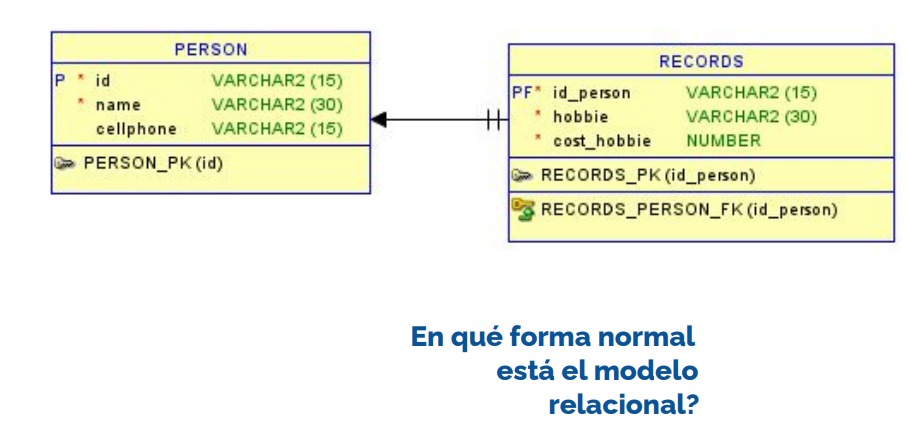 PERSON
P * id VARCHAR2 (15)
* name VARCHAR2 (30)
cellphone VARCHAR2 (15)
PERSON_PK (id)
RECORDS
PF* id_person VARCHAR2 (15)
* hobbie VARCHAR2 (30)
* cost_hobbie NUMBER
RECORDS_PK (id_person)
RECORDS_PERSON_FK (id_person)
En qué forma normal
está el modelo
relacional?